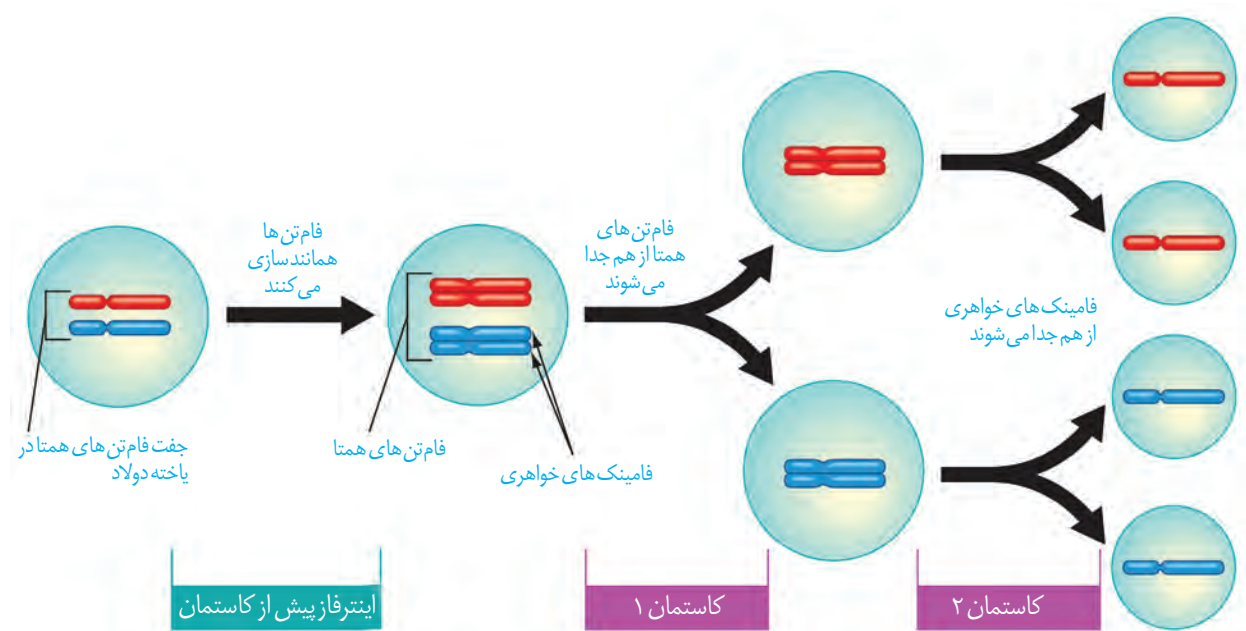 فام‌تن‌ها
همانندسازی
می‌کنند
فام‌تن‌های
همتا از هم جدا
می‌شوند
فامینک‌های خواهری
از هم جدا می‌شوند
جفت فام‌تن‌های همتا در
یاخته دولاد
فام‌تن‌های همتا
فامینک‌های خواهری
اینترفاز پیش از کاستمان
کاستمان ۱
کاستمان ۲